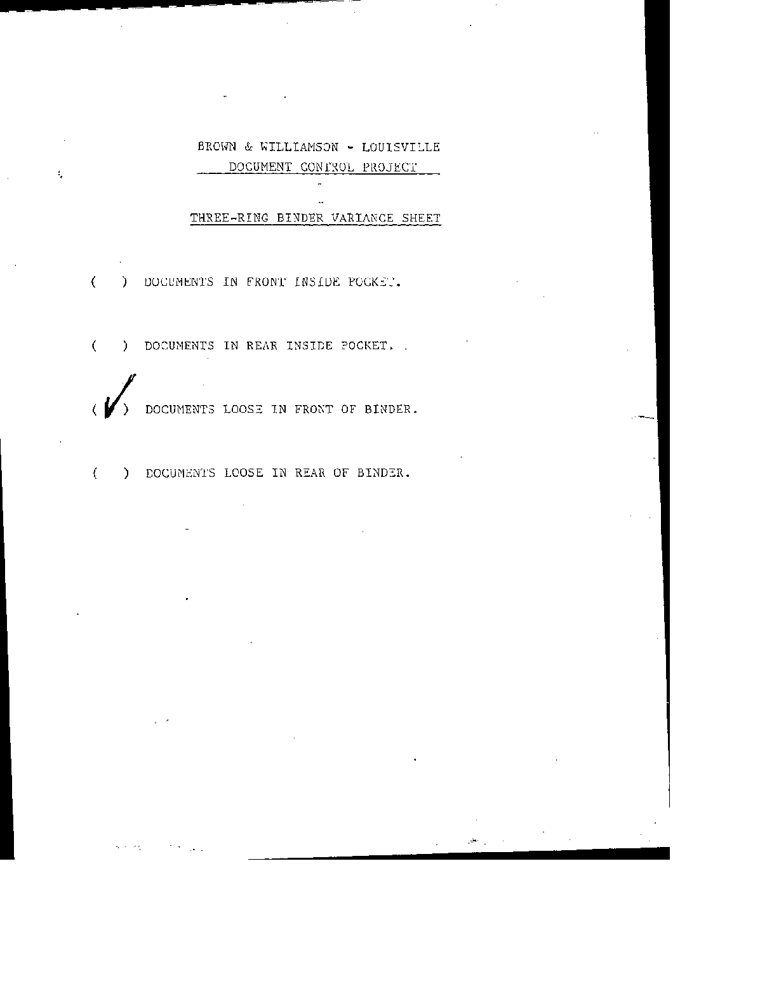 BROWN & WILLIAMSON - LOUISVILLE
DOCUMENT CONTROL PROJECT
THREE-RING BINDER VARIANCE SHEET
( ) DOCUMENTS IN FRONT INSIDE POCKET.
( ) DOCUMENTS IN REAR INSIDE POCKET.
(✓) DOCUMENTS LOOSE IN FRONT OF BINDER.
( ) DOCUMENTS LOOSE IN REAR OF BINDER.